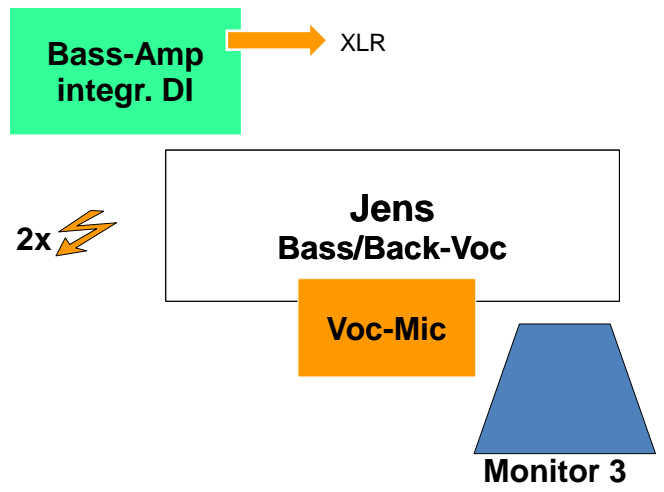 Bass-Amp
integr. DI
XLR
Jens
Bass/Back-Voc
2x
Voc-Mic
Monitor 3